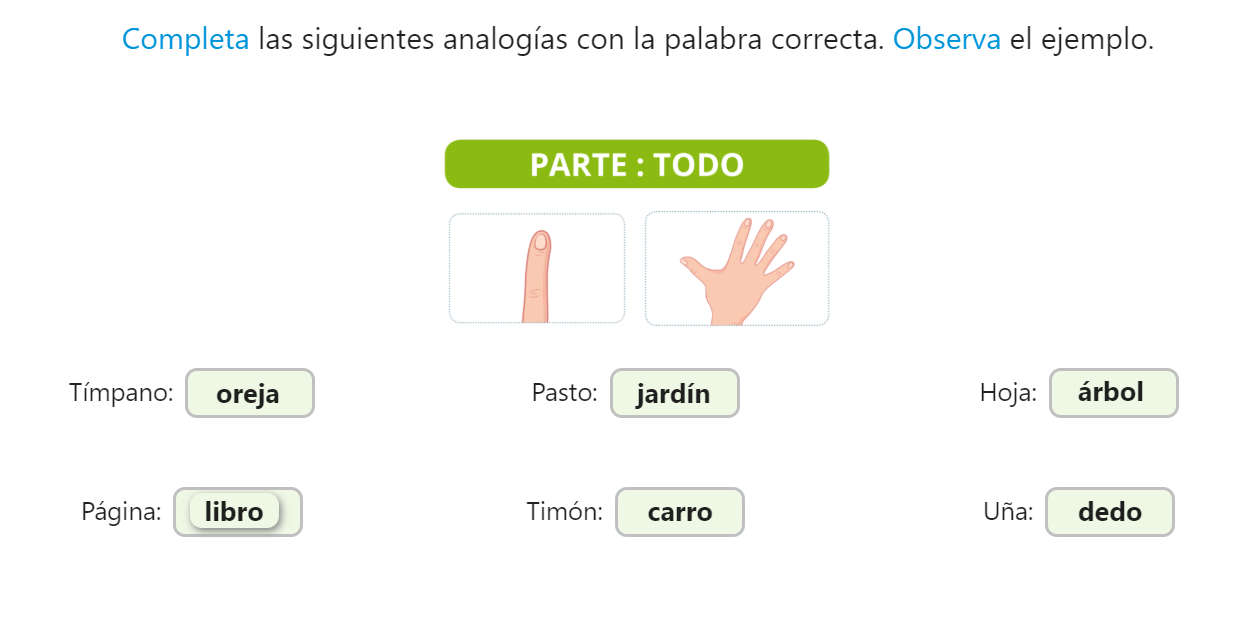 Completa las siguientes analogías con la palabra correcta. Observa el ejemplo.
PARTE : TODO
Tímpano: oreja
Pasto: jardín
Hoja: árbol
Página: libro
Timón: carro
Uña: dedo